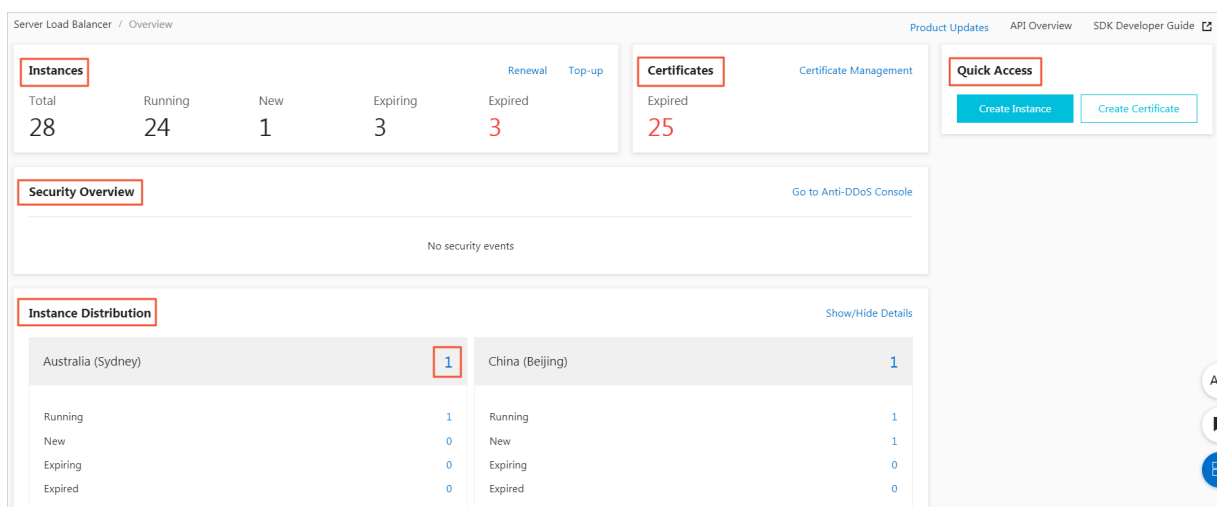 Server Load Balancer / Overview
Product Updates API Overview SDK Developer Guide
Instances Renewal Top-up
Total Running New Expiring Expired
28 24 1 3 3
Certificates Certificate Management
Expired
25
Quick Access
Create Instance Create Certificate
Security Overview Go to Anti-DDoS Console
No security events
Instance Distribution Show/Hide Details
Australia (Sydney) 1
Running 1
New 0
Expiring 0
Expired 0
China (Beijing) 1
Running 1
New 1
Expiring 0
Expired 0